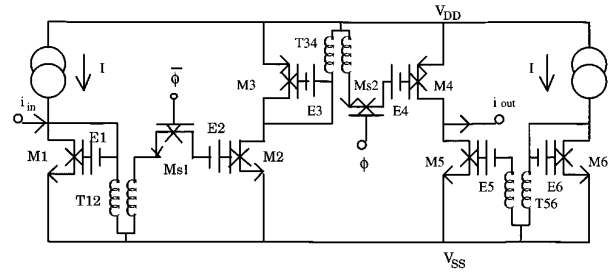 V_DD
T34
I
M3
Ms2
M4
I
φ̅
E3
E4
i_in
i_out
E1
E2
φ
M1
M2
M5
M6
Ms1
E5
E6
T12
T56
V_SS